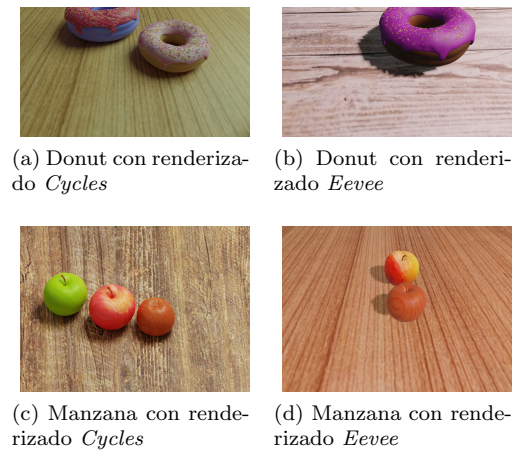 (a) Donut con renderiza-
do Cycles
(b) Donut con renderi-
zado Eevee
(c) Manzana con rende-
rizado Cycles
(d) Manzana con rende-
rizado Eevee